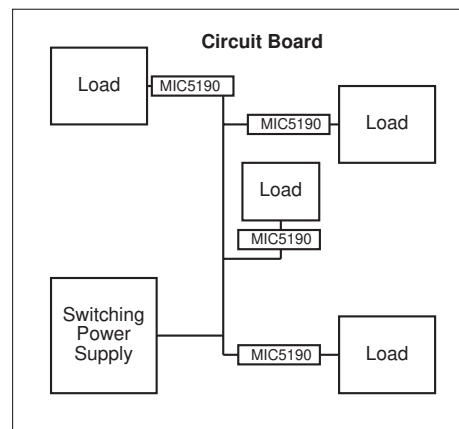 Circuit Board
Load
MIC5190
MIC5190
Load
Load
MIC5190
Switching
Power
Supply
MIC5190
Load